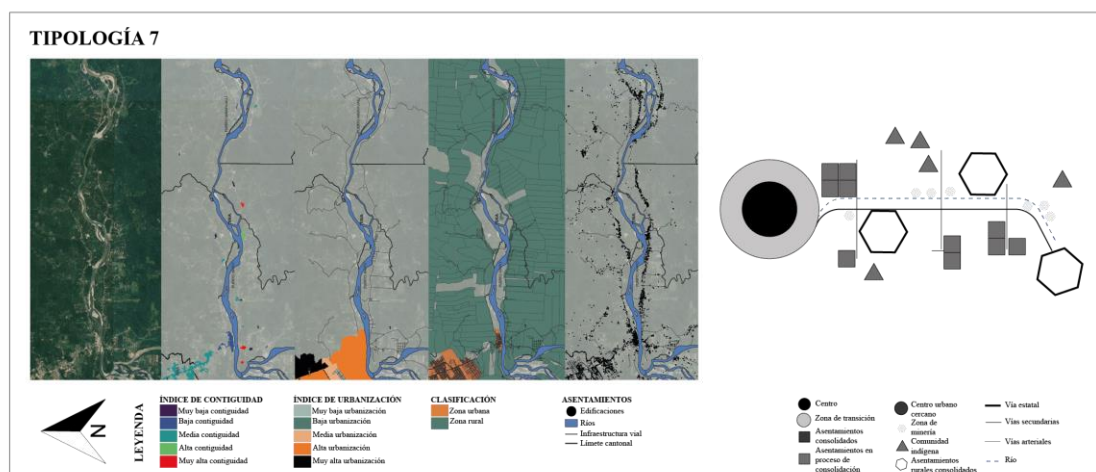 TIPOLOGÍA 7
N
LEYENDA
ÍNDICE DE CONTIGUIDAD
Muy baja contiguidad
Baja contiguidad
Media contiguidad
Alta contiguidad
Muy alta contiguidad
ÍNDICE DE URBANIZACIÓN
Muy baja urbanización
Baja urbanización
Media urbanización
Alta urbanización
Muy alta urbanización
CLASIFICACIÓN
Zona urbana
Zona rural
ASENTAMIENTOS
Edificaciones
Ríos
Infraestructura vial
Límete cantonal
Centro
Zona de transición
Asentamientos
consolidados
Asentamientos en
proceso de
consolidación
Centro urbano
cercano
Zona de
minería
Comunidad
indígena
Asentamientos
rurales consolidados
Vía estatal
Vías secundarias
Vías arteriales
Río